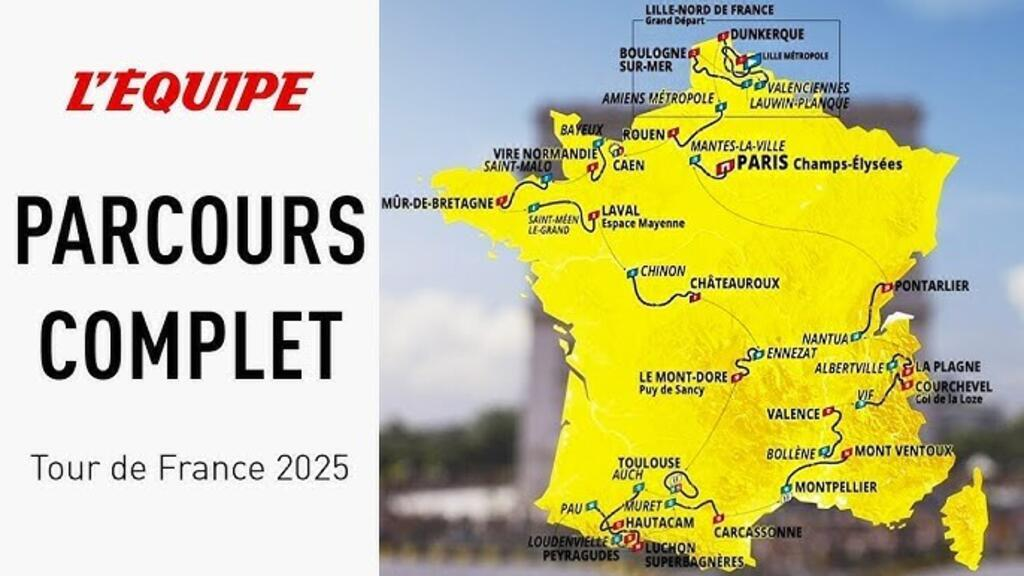 L'ÉQUIPE
PARCOURS
COMPLET
Tour de France 2025
LILLE-NORD DE FRANCE
Grand Départ
DUNKERQUE
BOULOGNE
SUR-MER
LILLE MÉTROPOLE
VALENCIENNES
LAUWIN-PLANQUE
AMIENS MÉTROPOLE
BAYEUX
ROUEN
MANTES-LA-VILLE
VIRE NORMANDIE
CAEN
PARIS Champs-Élysées
SAINT-MALO
MÛR-DE-BRETAGNE
SAINT-MÉEN
LE-GRAND
LAVAL
Espace Mayenne
CHINON
CHÂTEAUROUX
PONTARLIER
NANTUA
ENNEZAT
ALBERTVILLE
LA PLAGNE
LE MONT-DORE
Puy de Sancy
COURCHEVEL
Col de la Loze
VIF
VALENCE
BOLLÈNE
MONT VENTOUX
TOULOUSE
AUCH
MONTPELLIER
PAU
MURET
HAUTACAM
CARCASSONNE
LOUDENVIELLE
PEYRAGUDES
LUCHON
SUPERBAGNÈRES